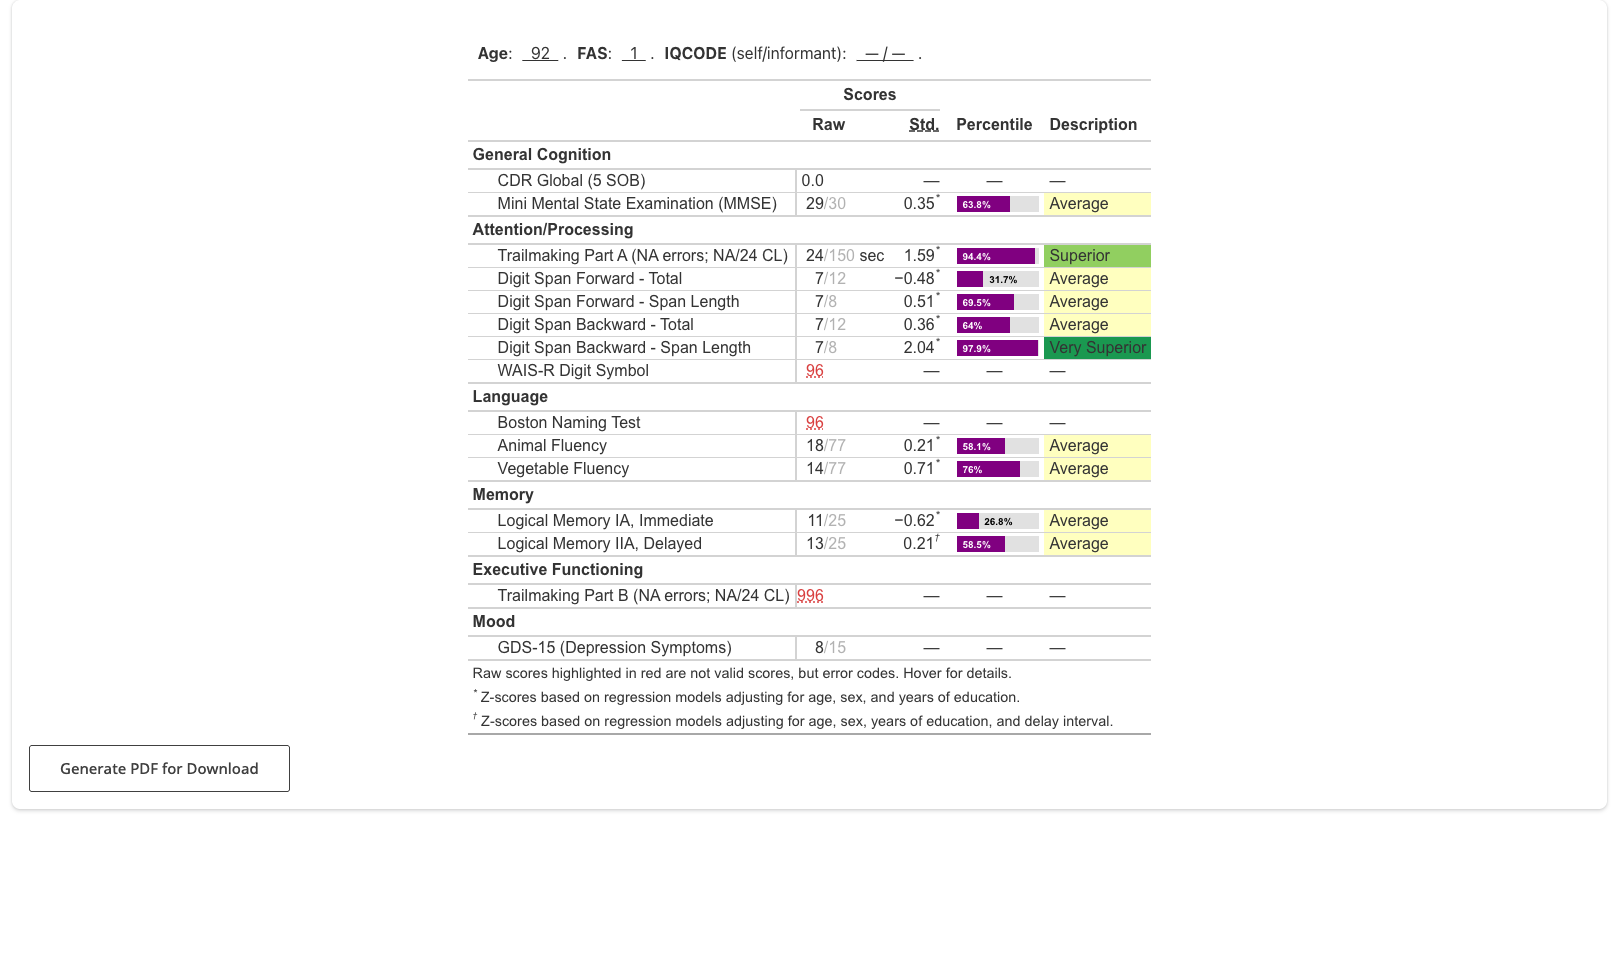 Age: 92 . FAS: 1 . IQCODE (self/informant): — / — .
Scores
Raw Std. Percentile Description
General Cognition
CDR Global (5 SOB) 0.0 — — —
Mini Mental State Examination (MMSE) 29/30 0.35* 63.8% Average
Attention/Processing
Trailmaking Part A (NA errors; NA/24 CL) 24/150 sec 1.59* 94.4% Superior
Digit Span Forward - Total 7/12 −0.48* 31.7% Average
Digit Span Forward - Span Length 7/8 0.51* 69.5% Average
Digit Span Backward - Total 7/12 0.36* 64% Average
Digit Span Backward - Span Length 7/8 2.04* 97.9% Very Superior
WAIS-R Digit Symbol 96 — — —
Language
Boston Naming Test 96 — — —
Animal Fluency 18/77 0.21* 58.1% Average
Vegetable Fluency 14/77 0.71* 76% Average
Memory
Logical Memory IA, Immediate 11/25 −0.62* 26.8% Average
Logical Memory IIA, Delayed 13/25 0.21† 58.5% Average
Executive Functioning
Trailmaking Part B (NA errors; NA/24 CL) 996 — — —
Mood
GDS-15 (Depression Symptoms) 8/15 — — —
Raw scores highlighted in red are not valid scores, but error codes. Hover for details.
* Z-scores based on regression models adjusting for age, sex, and years of education.
† Z-scores based on regression models adjusting for age, sex, years of education, and delay interval.
Generate PDF for Download